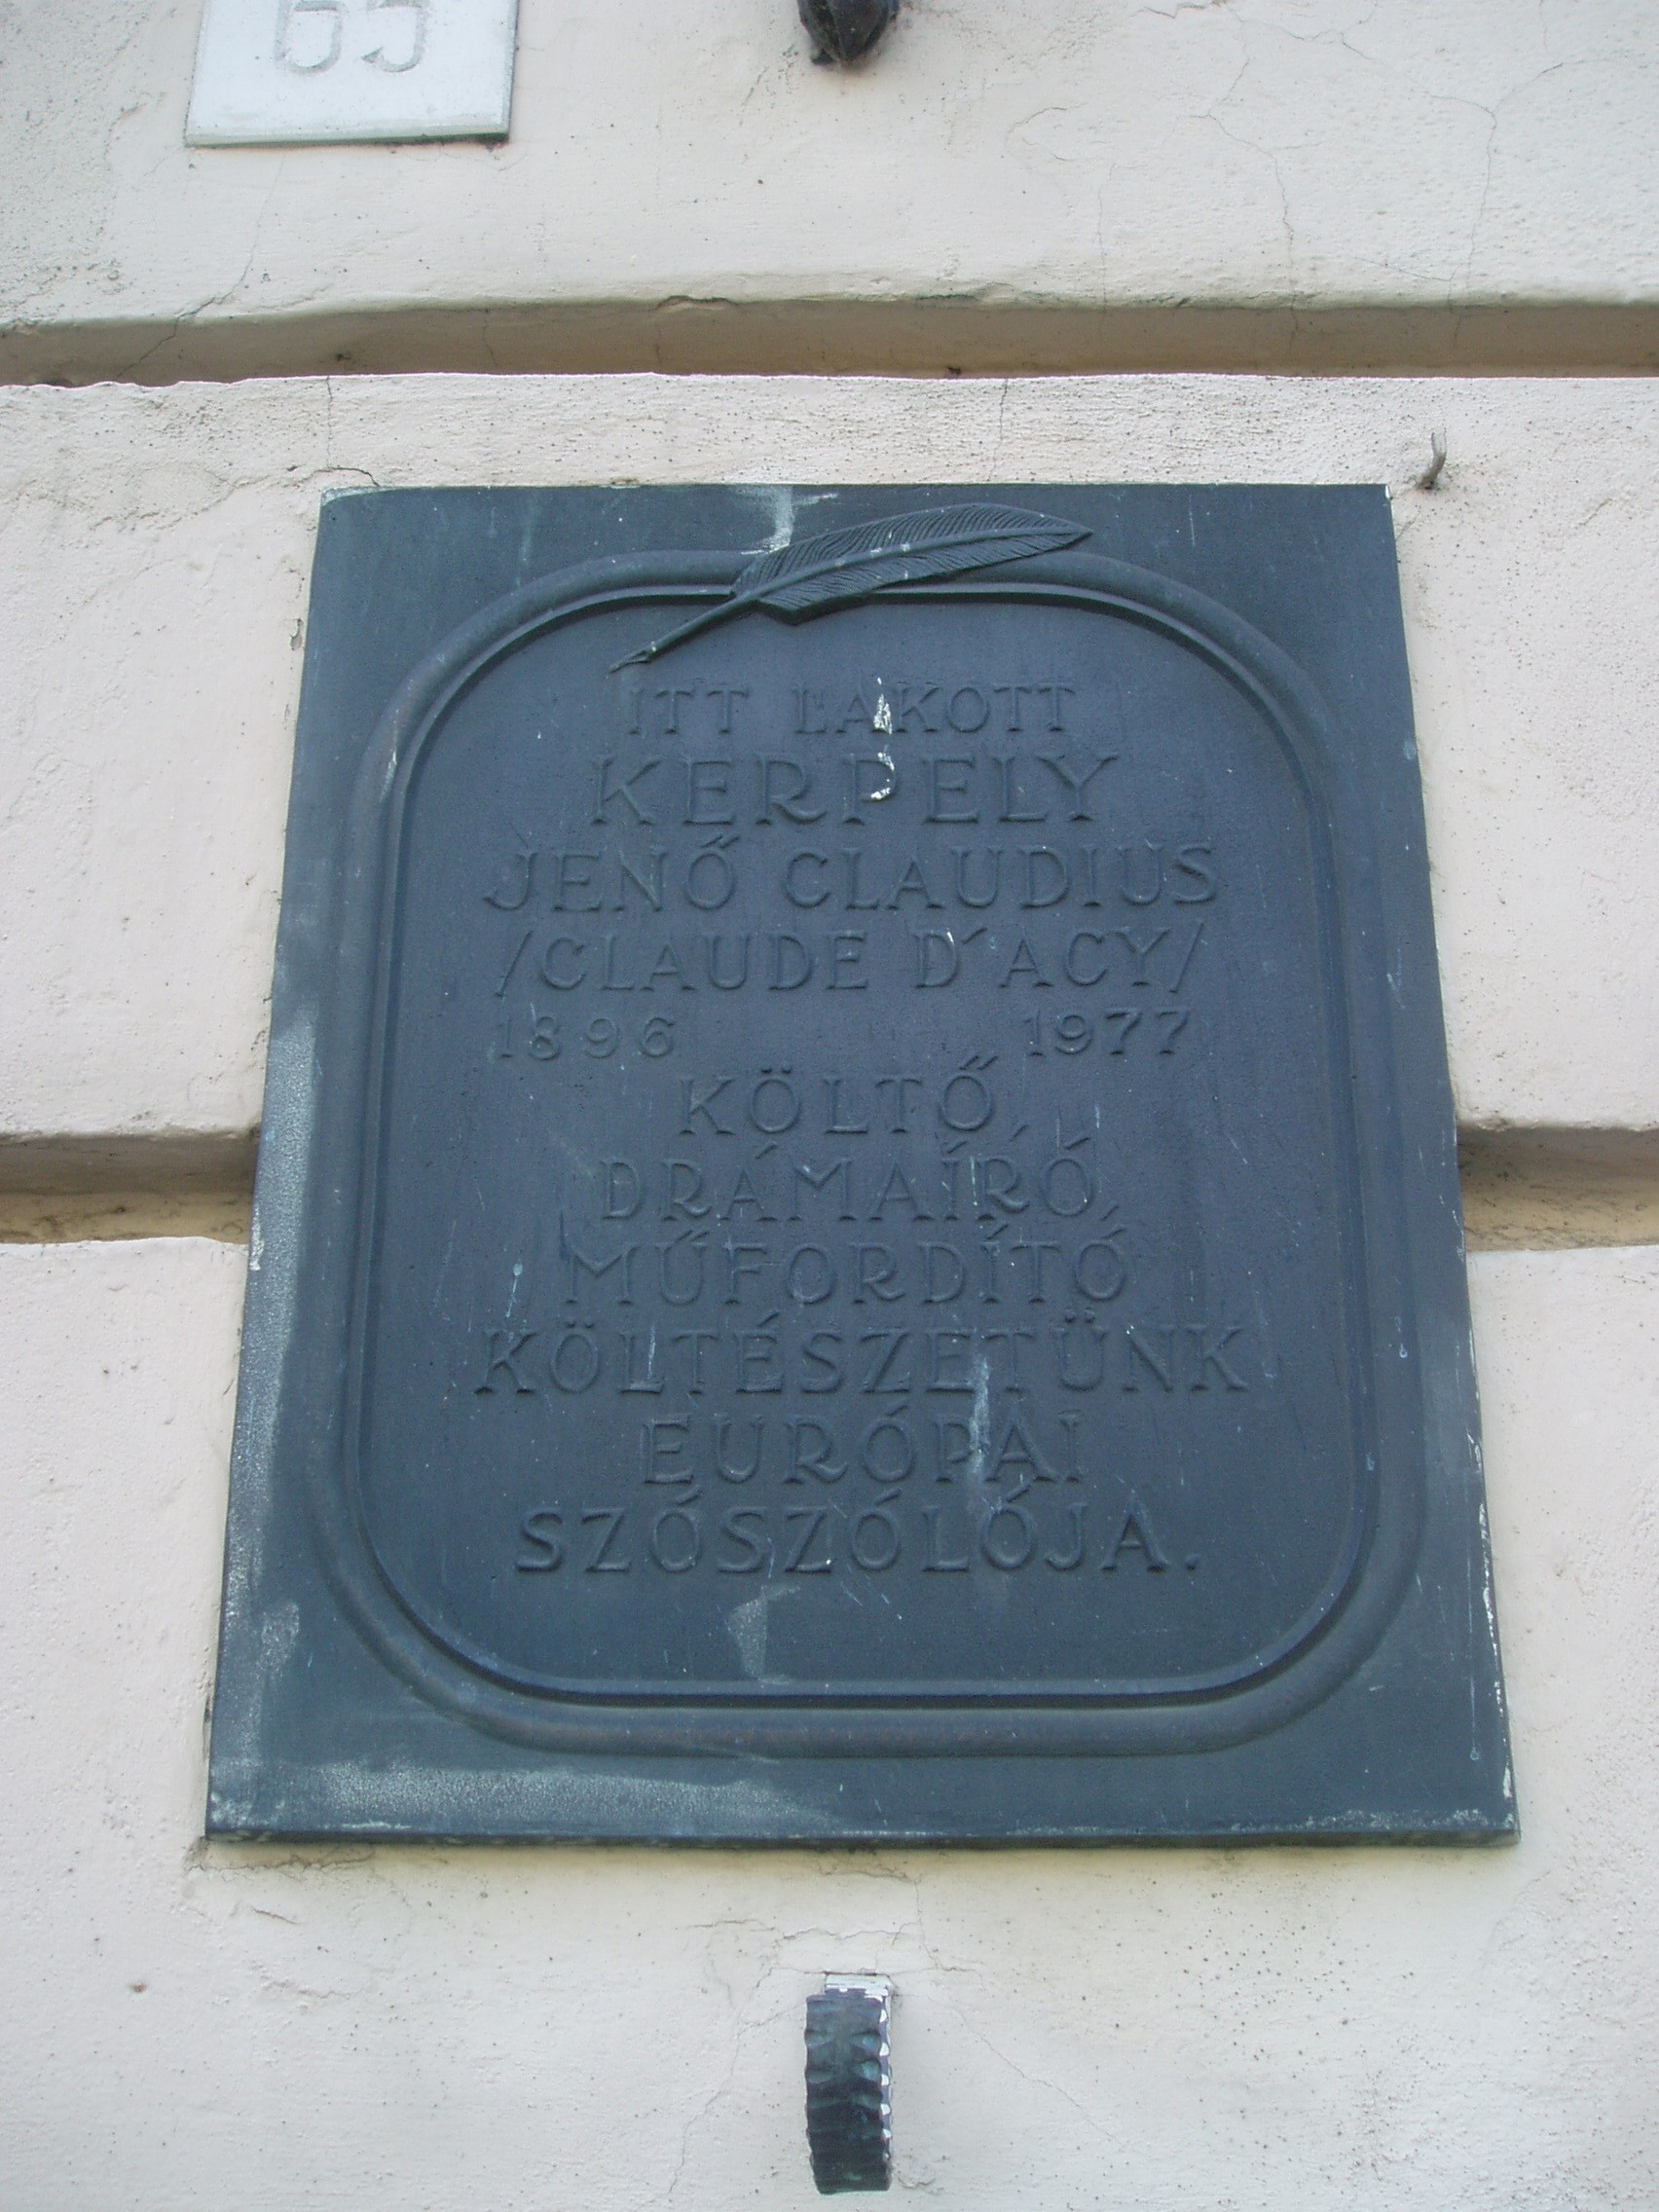 65
ITT LAKOTT
KERPELY
JENŐ CLAUDIUS
/CLAUDE D´ACY/
1896 1977
KÖLTŐ,
DRÁMAÍRÓ,
MŰFORDÍTÓ
KÖLTÉSZETÜNK
EURÓPAI
SZÓSZÓLÓJA.